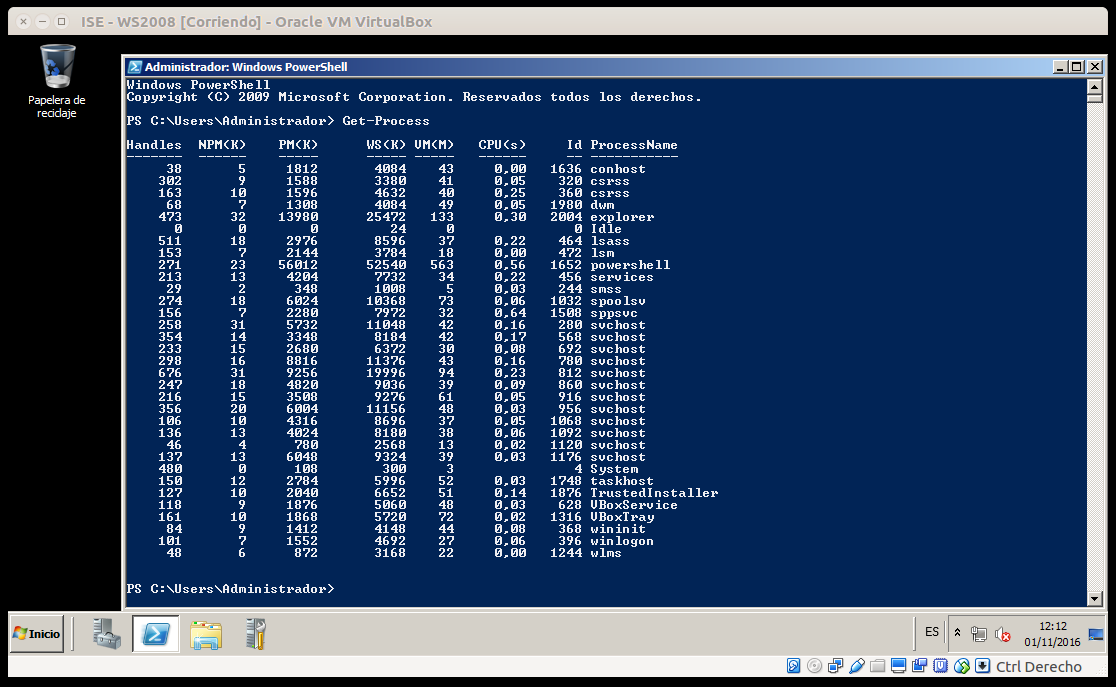 ISE - WS2008 [Corriendo] - Oracle VM VirtualBox
Papelera de
reciclaje
Administrador: Windows PowerShell
Windows PowerShell
Copyright (C) 2009 Microsoft Corporation. Reservados todos los derechos.
PS C:\Users\Administrador> Get-Process
Handles  NPM(K)    PM(K)      WS(K) VM(M)   CPU(s)     Id ProcessName
-------  ------    -----      ----- -----   ------     -- -----------
     38       5     1812       4084    43     0,00   1636 conhost
    302       9     1588       3380    41     0,05    320 csrss
    163      10     1596       4632    40     0,25    360 csrss
     68       7     1308       4084    49     0,05   1980 dwm
    473      32    13980      25472   133     0,30   2004 explorer
      0       0        0         24     0               0 Idle
    511      18     2976       8596    37     0,22    464 lsass
    153       7     2144       3784    18     0,00    472 lsm
    271      23    56012      52540   563     0,56   1652 powershell
    213      13     4204       7732    34     0,22    456 services
     29       2      348       1008     5     0,03    244 smss
    274      18     6024      10368    73     0,06   1032 spoolsv
    156       7     2280       7972    32     0,64   1508 sppsvc
    258      31     5732      11048    42     0,16    280 svchost
    354      14     3348       8184    42     0,17    568 svchost
    233      15     2680       6372    30     0,08    692 svchost
    298      16     8816      11376    43     0,16    780 svchost
    676      31     9256      19996    94     0,23    812 svchost
    247      18     4820       9036    39     0,09    860 svchost
    216      15     3508       9276    61     0,05    916 svchost
    356      20     6004      11156    48     0,03    956 svchost
    106      10     4316       8696    37     0,05   1068 svchost
    136      13     4024       8180    38     0,06   1092 svchost
     46       4      780       2568    13     0,02   1120 svchost
    137      13     6048       9324    39     0,03   1176 svchost
    480       0      108        300     3               4 System
    150      12     2784       5996    52     0,03   1748 taskhost
    127      10     2040       6652    51     0,14   1876 TrustedInstaller
    118       9     1876       5060    48     0,03    628 VBoxService
    161      10     1868       5720    72     0,02   1316 VBoxTray
     84       9     1412       4148    44     0,08    368 wininit
    101       7     1552       4692    27     0,06    396 winlogon
     48       6      872       3168    22     0,00   1244 wlms
PS C:\Users\Administrador>
Inicio
ES
12:12
01/11/2016
Ctrl Derecho